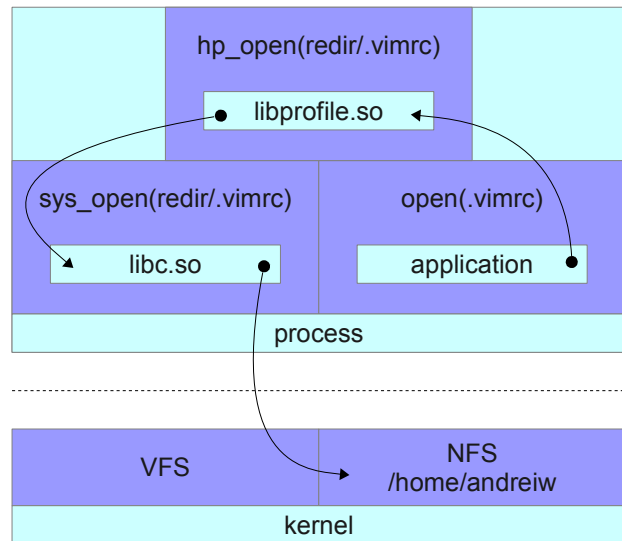 hp_open(redir/.vimrc)
libprofile.so
sys_open(redir/.vimrc)
open(.vimrc)
libc.so
application
process
VFS
NFS
/home/andreiw
kernel